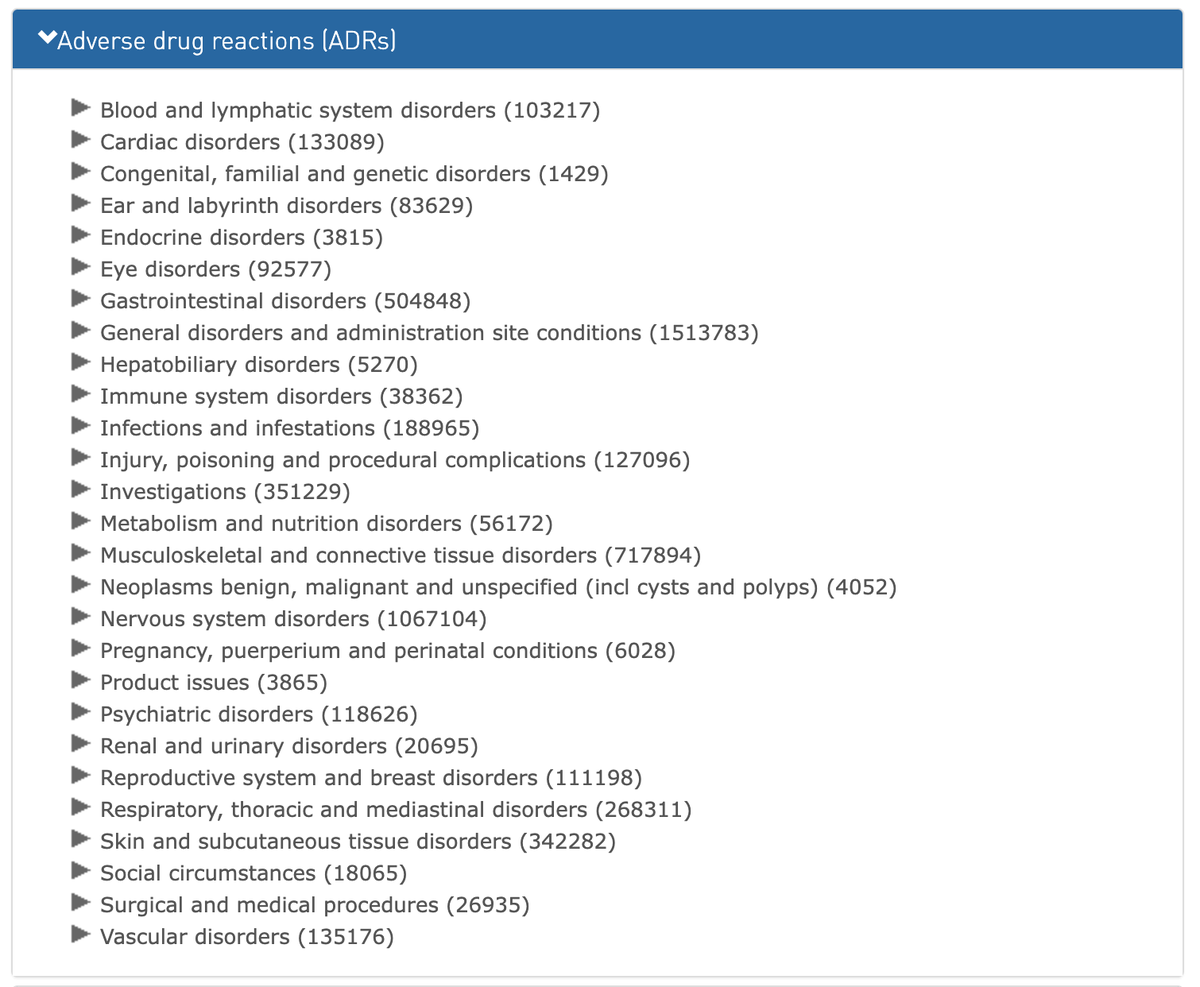 Adverse drug reactions (ADRs)
Blood and lymphatic system disorders (103217)
Cardiac disorders (133089)
Congenital, familial and genetic disorders (1429)
Ear and labyrinth disorders (83629)
Endocrine disorders (3815)
Eye disorders (92577)
Gastrointestinal disorders (504848)
General disorders and administration site conditions (1513783)
Hepatobiliary disorders (5270)
Immune system disorders (38362)
Infections and infestations (188965)
Injury, poisoning and procedural complications (127096)
Investigations (351229)
Metabolism and nutrition disorders (56172)
Musculoskeletal and connective tissue disorders (717894)
Neoplasms benign, malignant and unspecified (incl cysts and polyps) (4052)
Nervous system disorders (1067104)
Pregnancy, puerperium and perinatal conditions (6028)
Product issues (3865)
Psychiatric disorders (118626)
Renal and urinary disorders (20695)
Reproductive system and breast disorders (111198)
Respiratory, thoracic and mediastinal disorders (268311)
Skin and subcutaneous tissue disorders (342282)
Social circumstances (18065)
Surgical and medical procedures (26935)
Vascular disorders (135176)